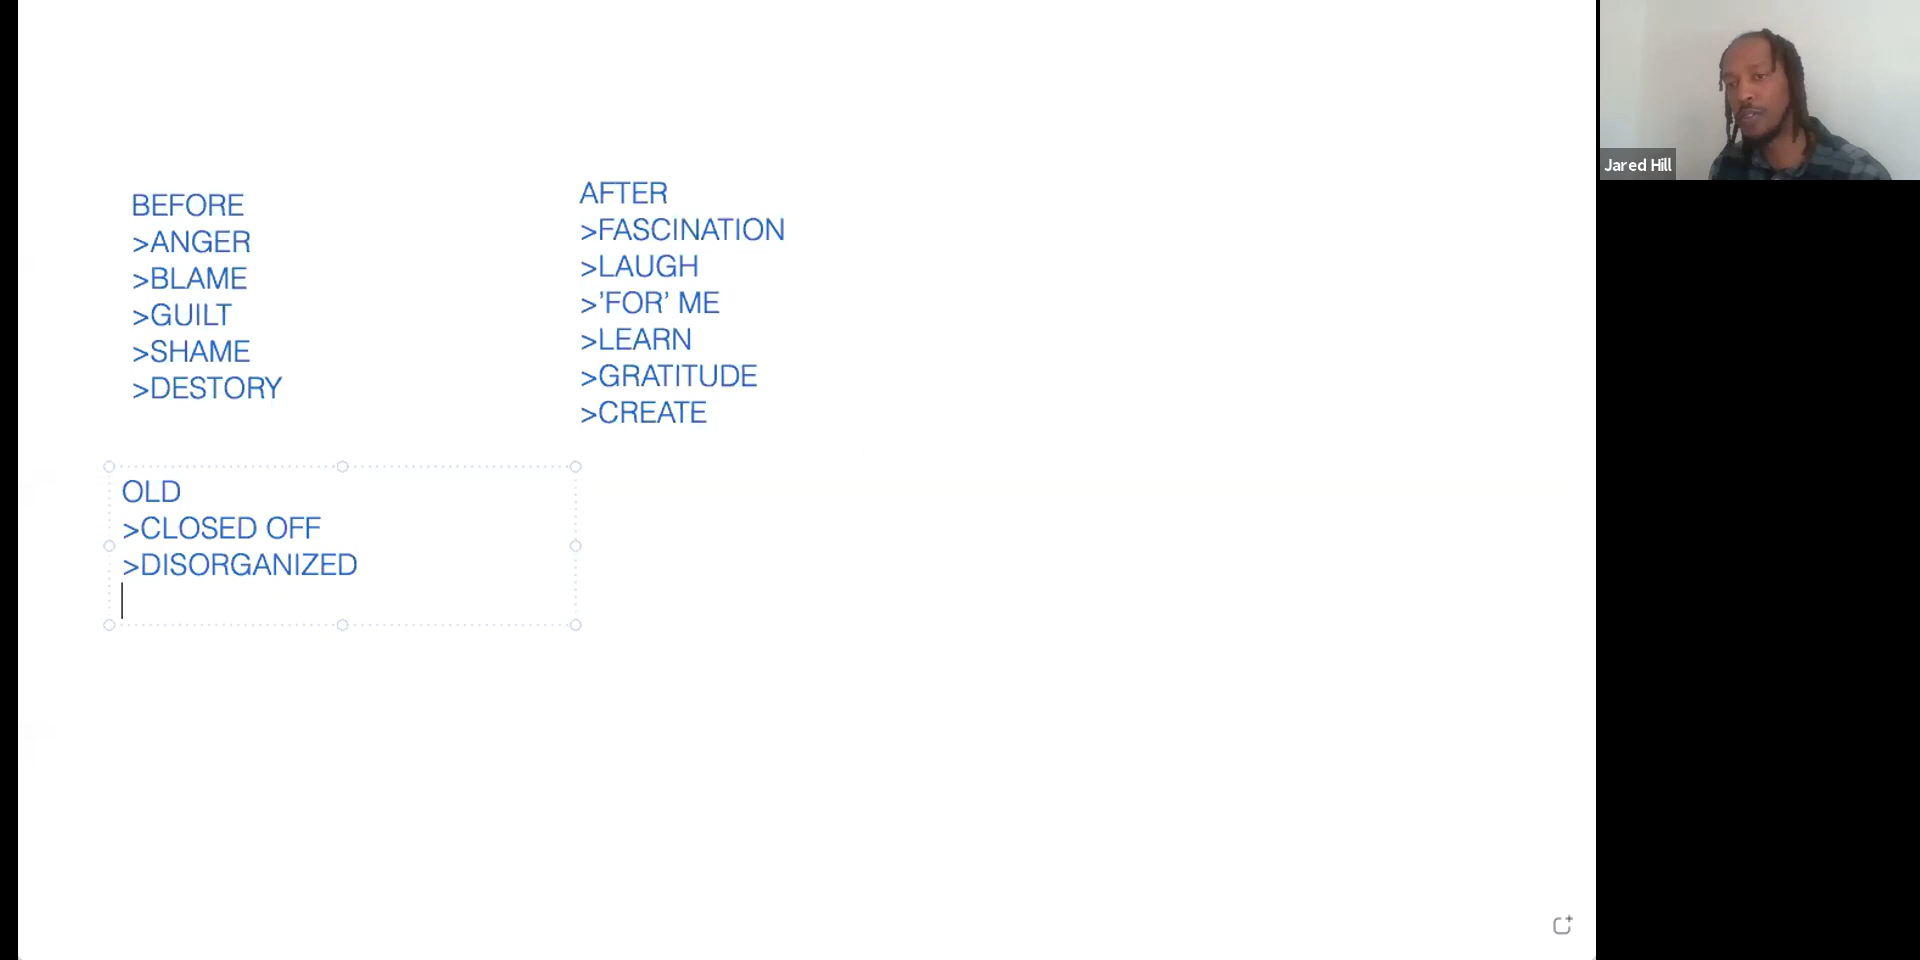 BEFORE
>ANGER
>BLAME
>GUILT
>SHAME
>DESTORY
AFTER
>FASCINATION
>LAUGH
>’FOR’ ME
>LEARN
>GRATITUDE
>CREATE
OLD
>CLOSED OFF
>DISORGANIZED
Jared Hill